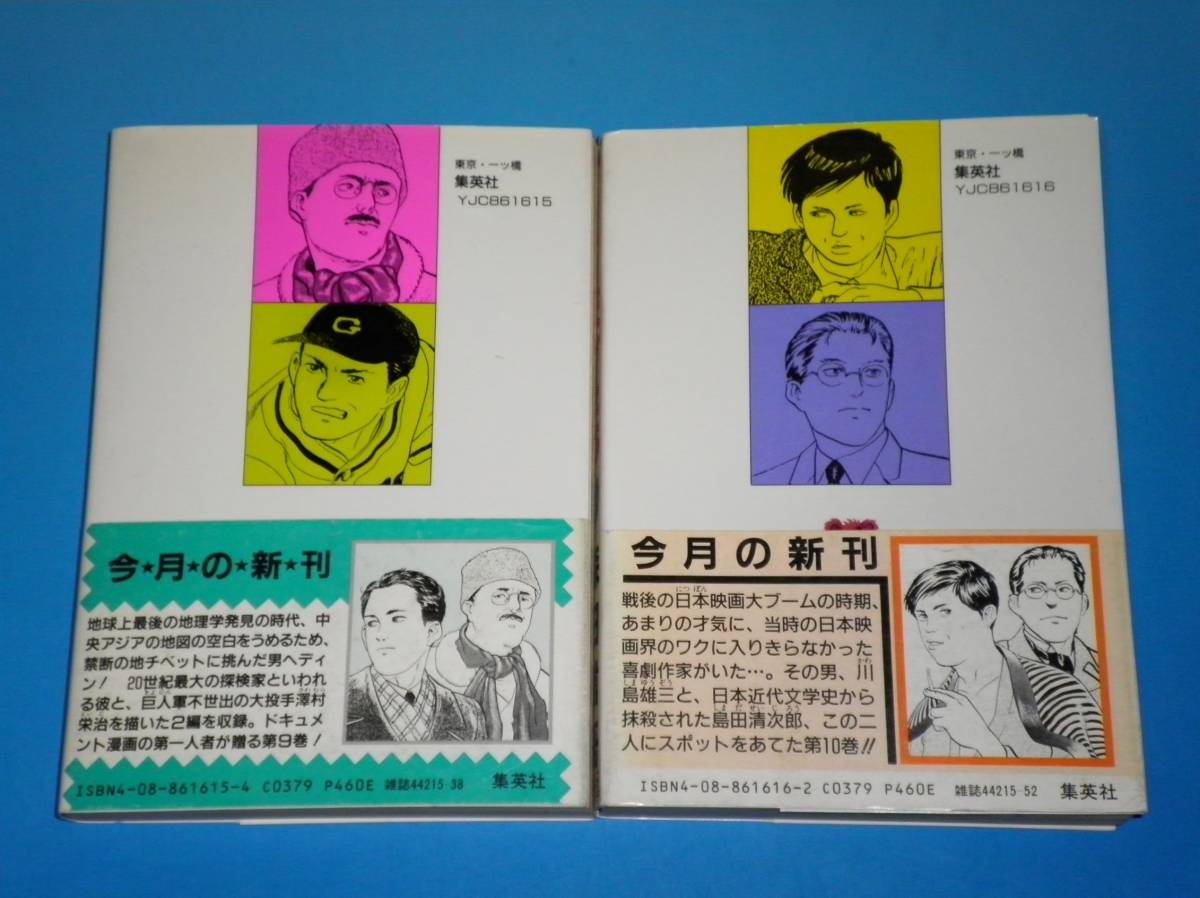 東京・一ッ橋
集英社
YJC861615
G
今★月★の★新★刊
地球上最後の地理学発見の時代、中
央アジアの地図の空白をうめるため、
禁断の地チベットに挑んだ男ヘディ
ン! 20世紀最大の探検家といわれ
る彼と、巨人軍不世出の大投手澤村
栄治を描いた2編を収録。ドキュメ
ント漫画の第一人者が贈る第9巻!
ISBN4-08-861615-4 C0379 P460E 雑誌44215-38 集英社
東京・一ッ橋
集英社
YJC861616
今月の新刊
戦後の日本映画大ブームの時期、
あまりの才気に、当時の日本映
画界のワクに入りきらなかった
喜劇作家がいた…。その男、川
島雄三と、日本近代文学史から
抹殺された島田清次郎、この二
人にスポットをあてた第10巻!!
ISBN4-08-861616-2 C0379 P460E 雑誌44215-52 集英社